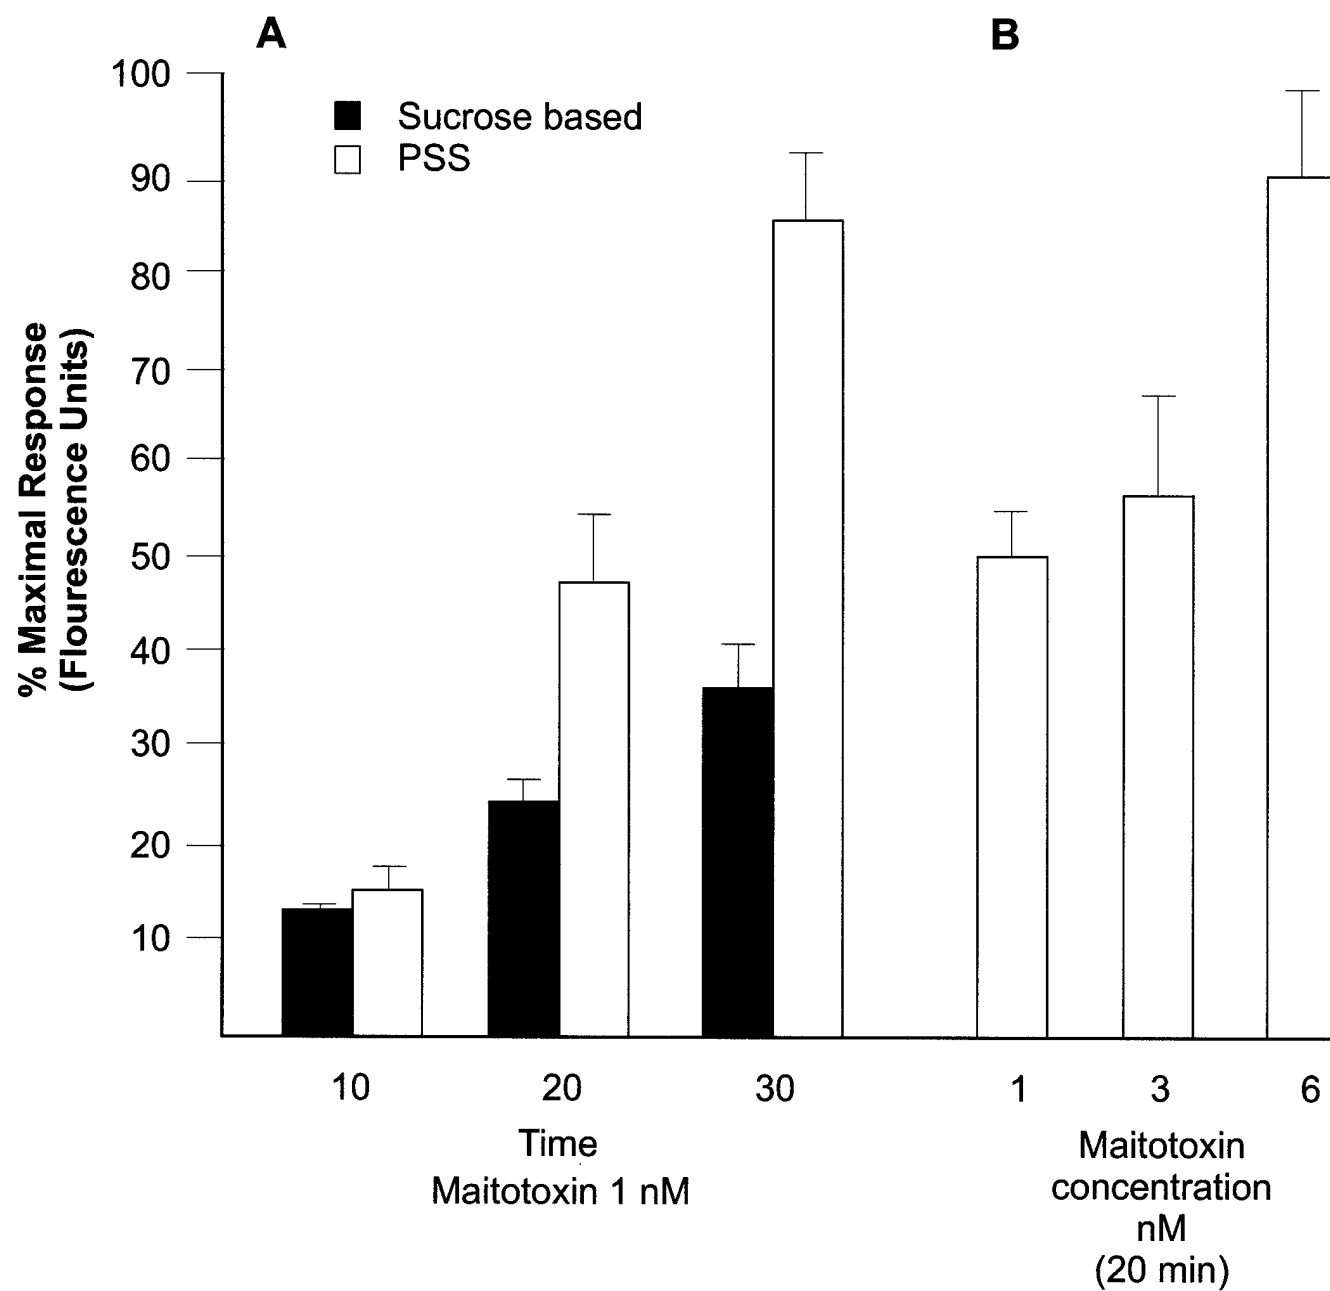 A
B
100
90
80
70
60
50
40
30
20
10
Sucrose based
PSS
% Maximal Response
(Flourescence Units)
10 20 30
1 3 6
Time
Maitotoxin 1 nM
Maitotoxin
concentration
nM
(20 min)